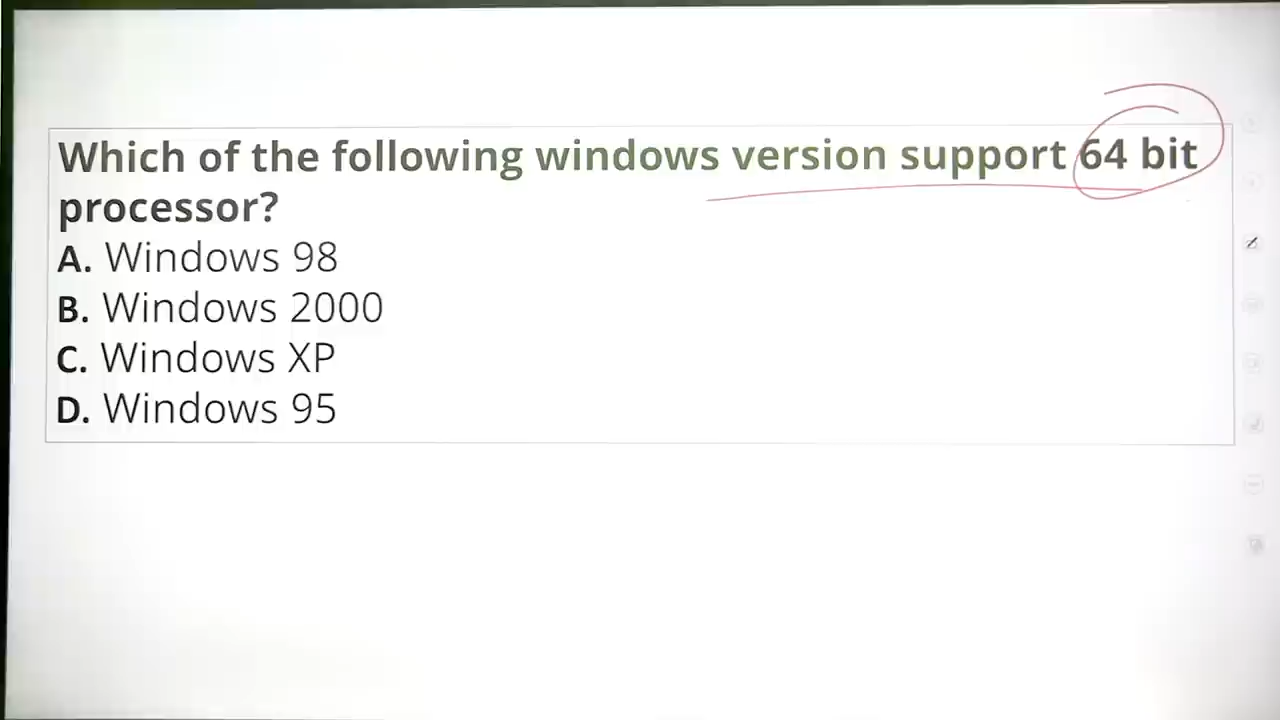 Which of the following windows version support 64 bit
processor?
A. Windows 98
B. Windows 2000
C. Windows XP
D. Windows 95